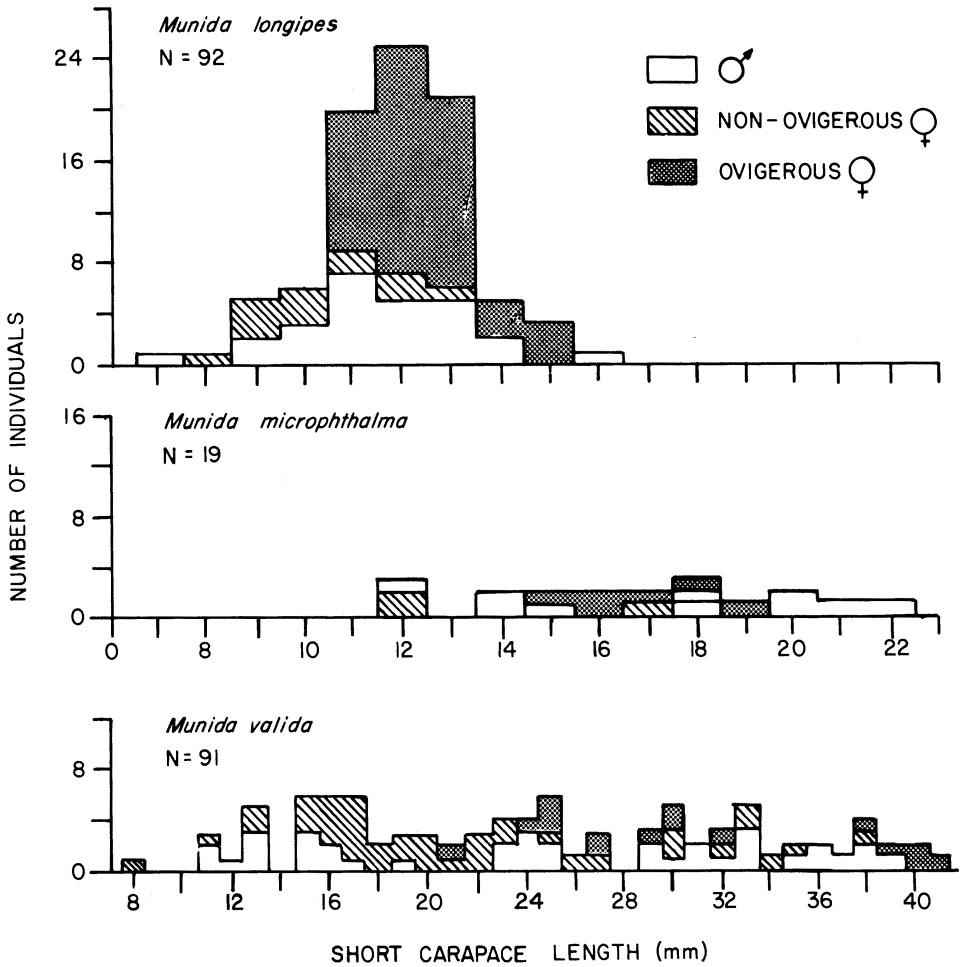 Munida longipes
N = 92
24
16
8
0
♂
NON-OVIGEROUS ♀
OVIGEROUS ♀
NUMBER OF INDIVIDUALS
Munida microphthalma
N = 19
16
8
0
0 8 10 12 14 16 18 20 22
Munida valida
N = 91
8
0
8 12 16 20 24 28 32 36 40
SHORT CARAPACE LENGTH (mm)